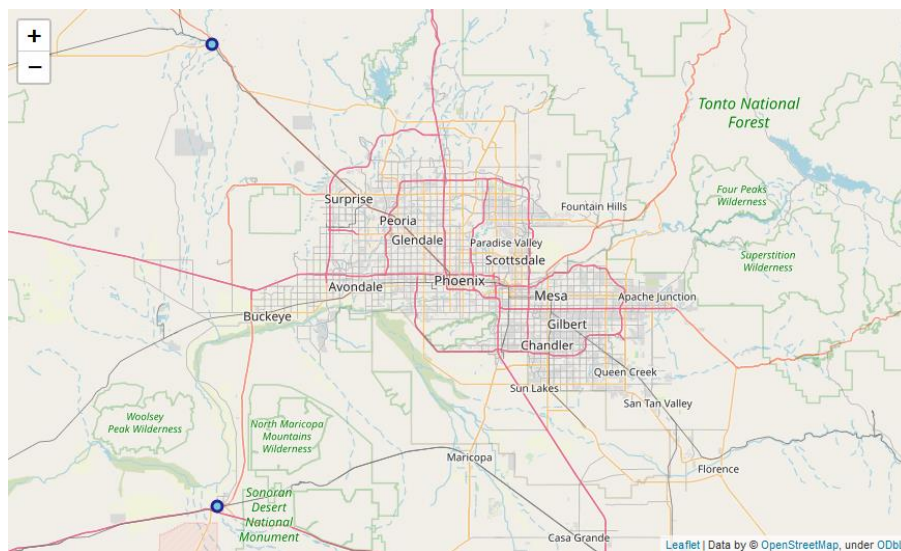 +
−
Tonto National
Forest
Four Peaks
Wilderness
Surprise
Fountain Hills
Peoria
Glendale
Paradise Valley
Scottsdale
Superstition
Wilderness
Phoenix
Avondale
Mesa
Apache Junction
Buckeye
Gilbert
Chandler
Queen Creek
Sun Lakes
San Tan Valley
Woolsey
Peak Wilderness
North Maricopa
Mountains
Wilderness
Maricopa
Florence
Sonoran
Desert
National
Monument
Casa Grande
Leaflet | Data by © OpenStreetMap, under ODbl